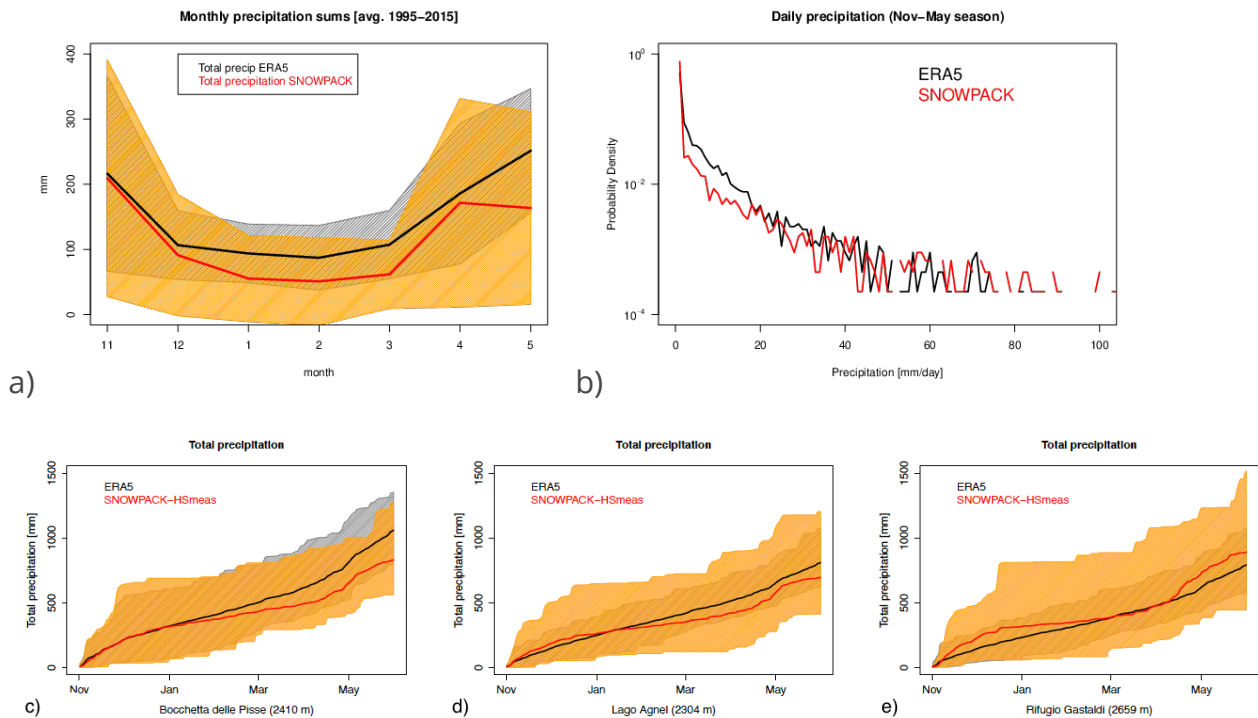 Monthly precipitation sums [avg. 1995–2015]
Total precip ERA5
Total precipitation SNOWPACK
400
300
200
100
0
mm
11 12 1 2 3 4 5
month
a)
Daily precipitation (Nov–May season)
ERA5
SNOWPACK
10^0
10^-2
10^-4
Probability Density
0 20 40 60 80 100
Precipitation [mm/day]
b)
Total precipitation
ERA5
SNOWPACK–HSmeas
1500
1000
500
0
Total precipitation [mm]
Nov Jan Mar May
c)
Bocchetta delle Pisse (2410 m)
Total precipitation
ERA5
SNOWPACK–HSmeas
1500
1000
500
0
Total precipitation [mm]
Nov Jan Mar May
d)
Lago Agnel (2304 m)
Total precipitation
ERA5
SNOWPACK–HSmeas
1500
1000
500
0
Total precipitation [mm]
Nov Jan Mar May
e)
Rifugio Gastaldi (2659 m)